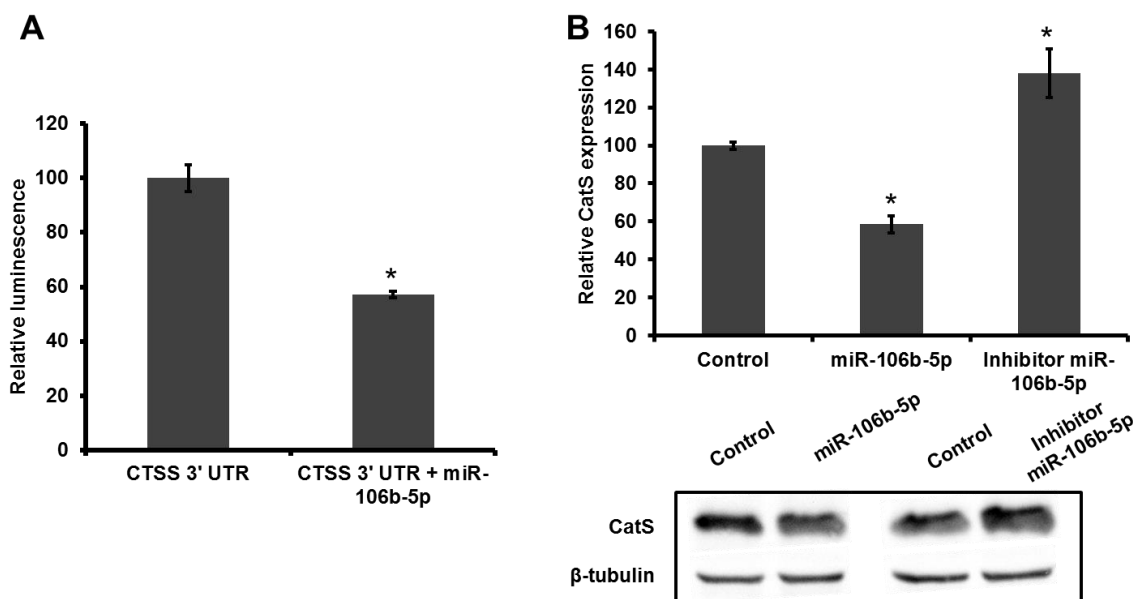 A
Relative luminescence
120
100
80
60
40
20
0
*
CTSS 3' UTR
CTSS 3' UTR + miR-
106b-5p
B
Relative CatS expression
160
140
120
100
80
60
40
20
0
*
*
Control
miR-106b-5p
Inhibitor miR-
106b-5p
Control
miR-106b-5p
Control
Inhibitor
miR-106b-5p
CatS
β-tubulin